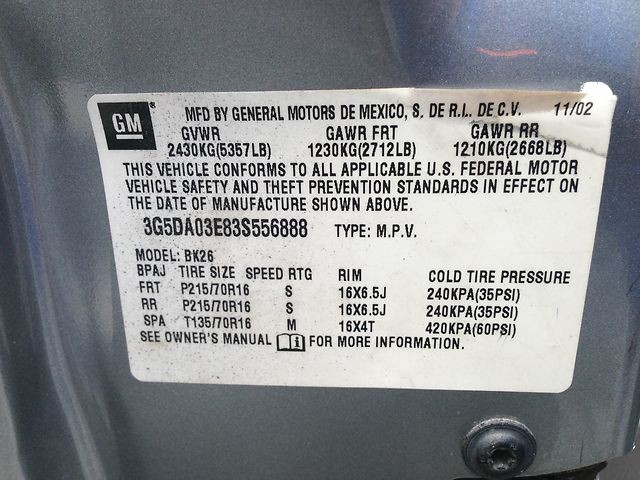 GM
MFD BY GENERAL MOTORS DE MEXICO, S. DE R.L. DE C.V. 11/02
GVWR GAWR FRT GAWR RR
2430KG(5357LB) 1230KG(2712LB) 1210KG(2668LB)
THIS VEHICLE CONFORMS TO ALL APPLICABLE U.S. FEDERAL MOTOR
VEHICLE SAFETY AND THEFT PREVENTION STANDARDS IN EFFECT ON
THE DATE OF MANUFACTURE SHOWN ABOVE.
3G5DA03E83S556888 TYPE: M.P.V.
MODEL: BK26
BPAJ TIRE SIZE SPEED RTG RIM COLD TIRE PRESSURE
FRT P215/70R16 S 16X6.5J 240KPA(35PSI)
RR P215/70R16 S 16X6.5J 240KPA(35PSI)
SPA T135/70R16 M 16X4T 420KPA(60PSI)
SEE OWNER'S MANUAL FOR MORE INFORMATION.